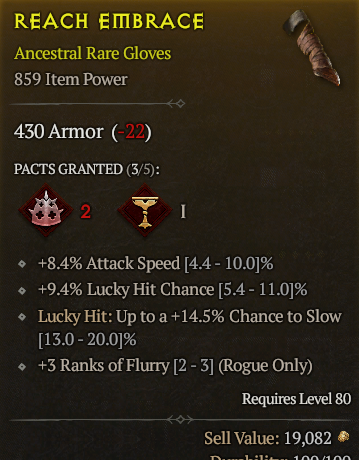 REACH EMBRACE
Ancestral Rare Gloves
859 Item Power
430 Armor (-22)
PACTS GRANTED (3/5):
2 1
+8.4% Attack Speed [4.4 - 10.0]%
+9.4% Lucky Hit Chance [5.4 - 11.0]%
Lucky Hit: Up to a +14.5% Chance to Slow
[13.0 - 20.0]%
+3 Ranks of Flurry [2 - 3] (Rogue Only)
Requires Level 80
Sell Value: 19,082
Durability: 100/100